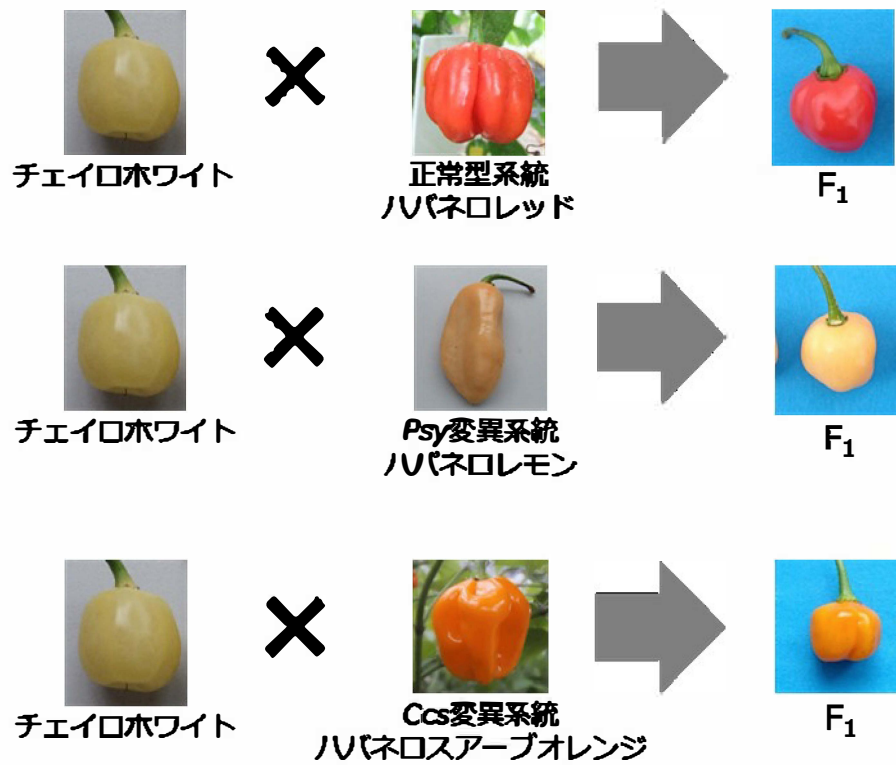 チェイロホワイト
正常型系統
ハバネロレッド
F₁
チェイロホワイト
Psy変異系統
ハバネロレモン
F₁
チェイロホワイト
Ccs変異系統
ハバネロスアーブオレンジ
F₁